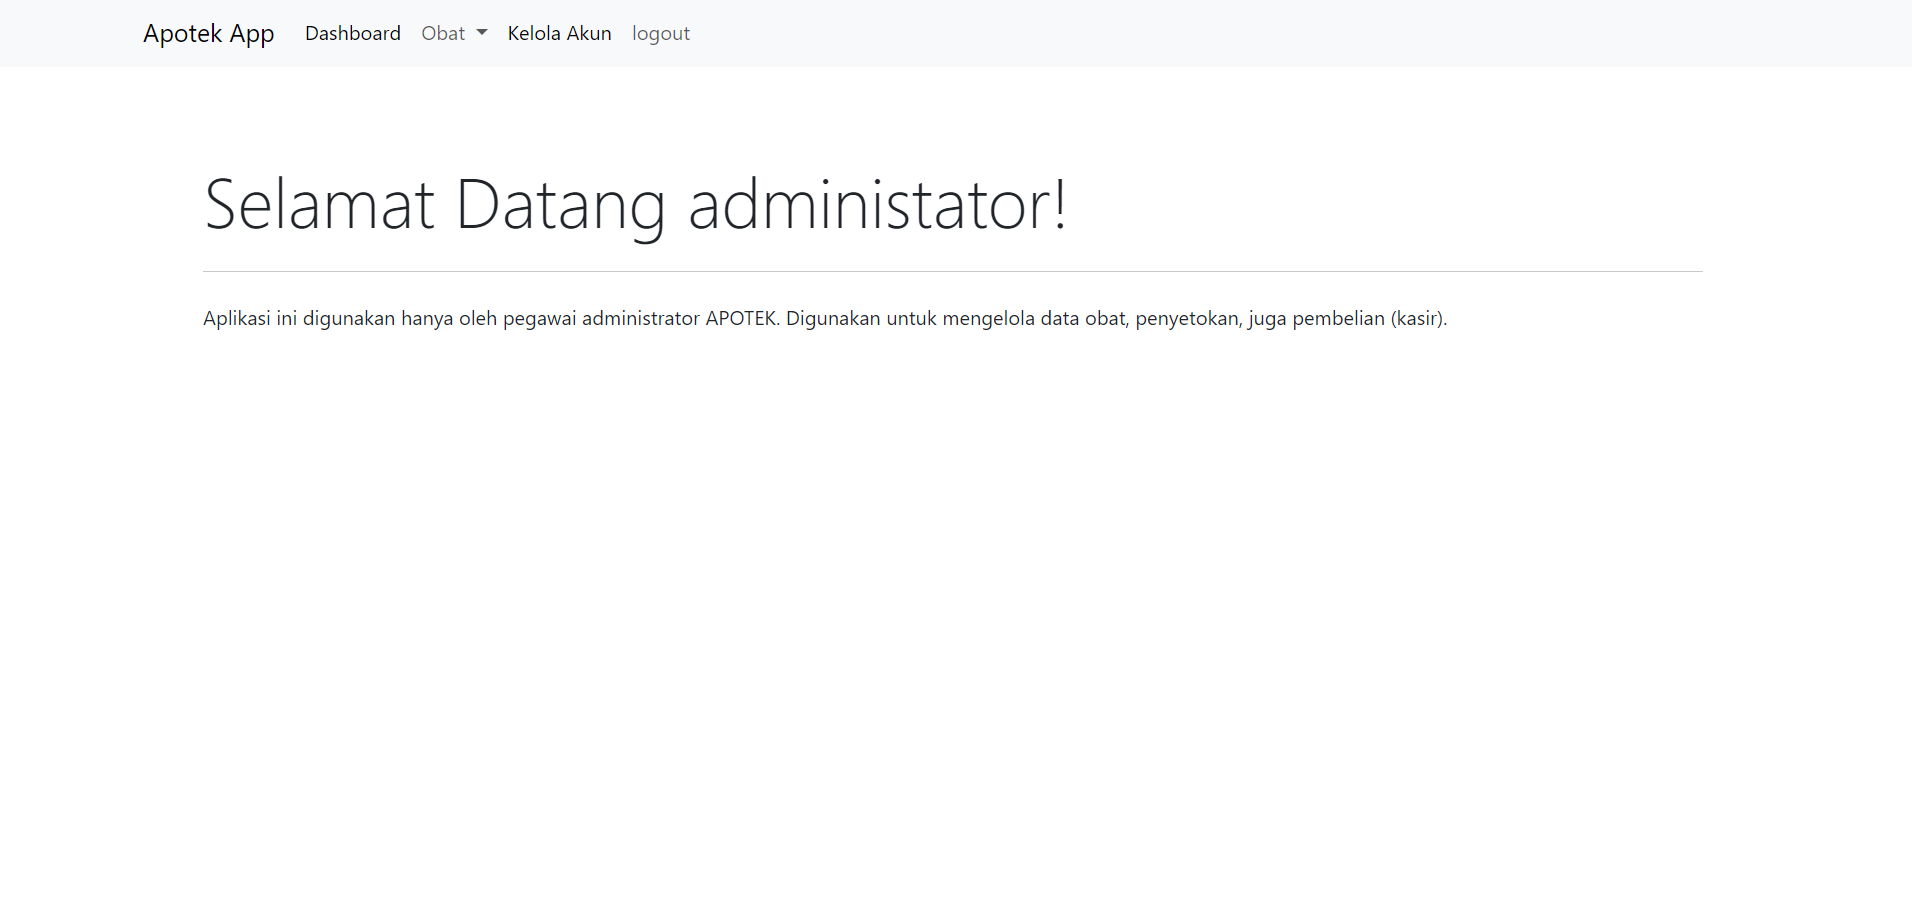 Apotek App Dashboard Obat Kelola Akun logout
Selamat Datang administator!
Aplikasi ini digunakan hanya oleh pegawai administrator APOTEK. Digunakan untuk mengelola data obat, penyetokan, juga pembelian (kasir).